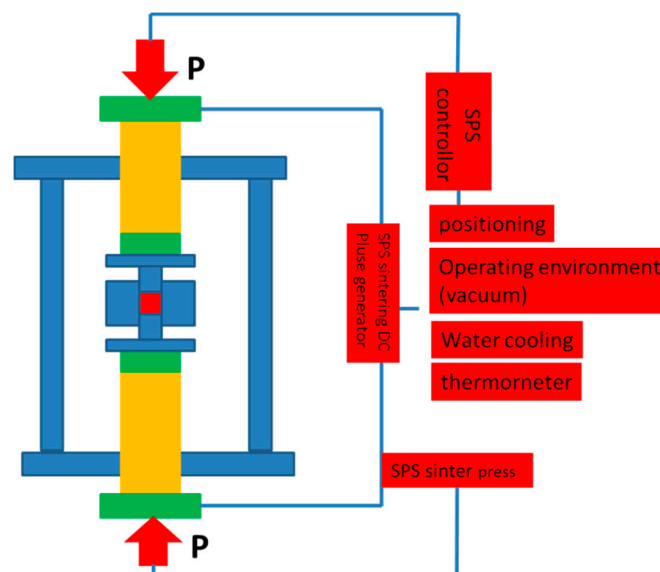 P
SPS
controllor
positioning
Operating environment
(vacuum)
SPS sintering DC
Pluse generator
Water cooling
thermorneter
SPS sinter press
P